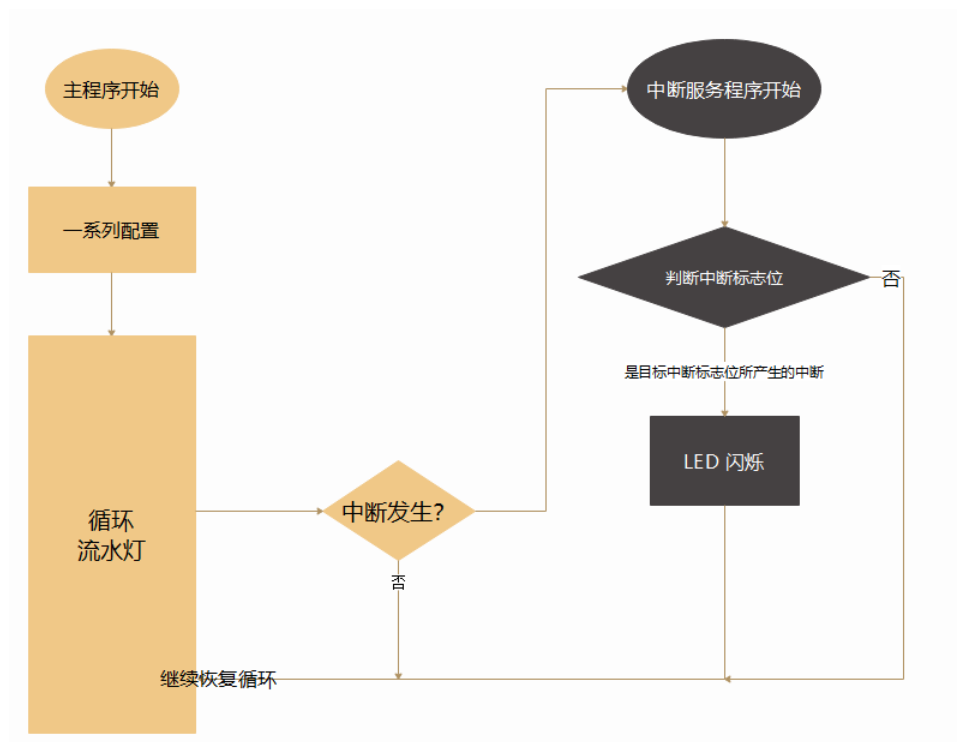 主程序开始
一系列配置
循环
流水灯
中断发生？
否
继续恢复循环
中断服务程序开始
判断中断标志位
否
是目标中断标志位所产生的中断
LED 闪烁